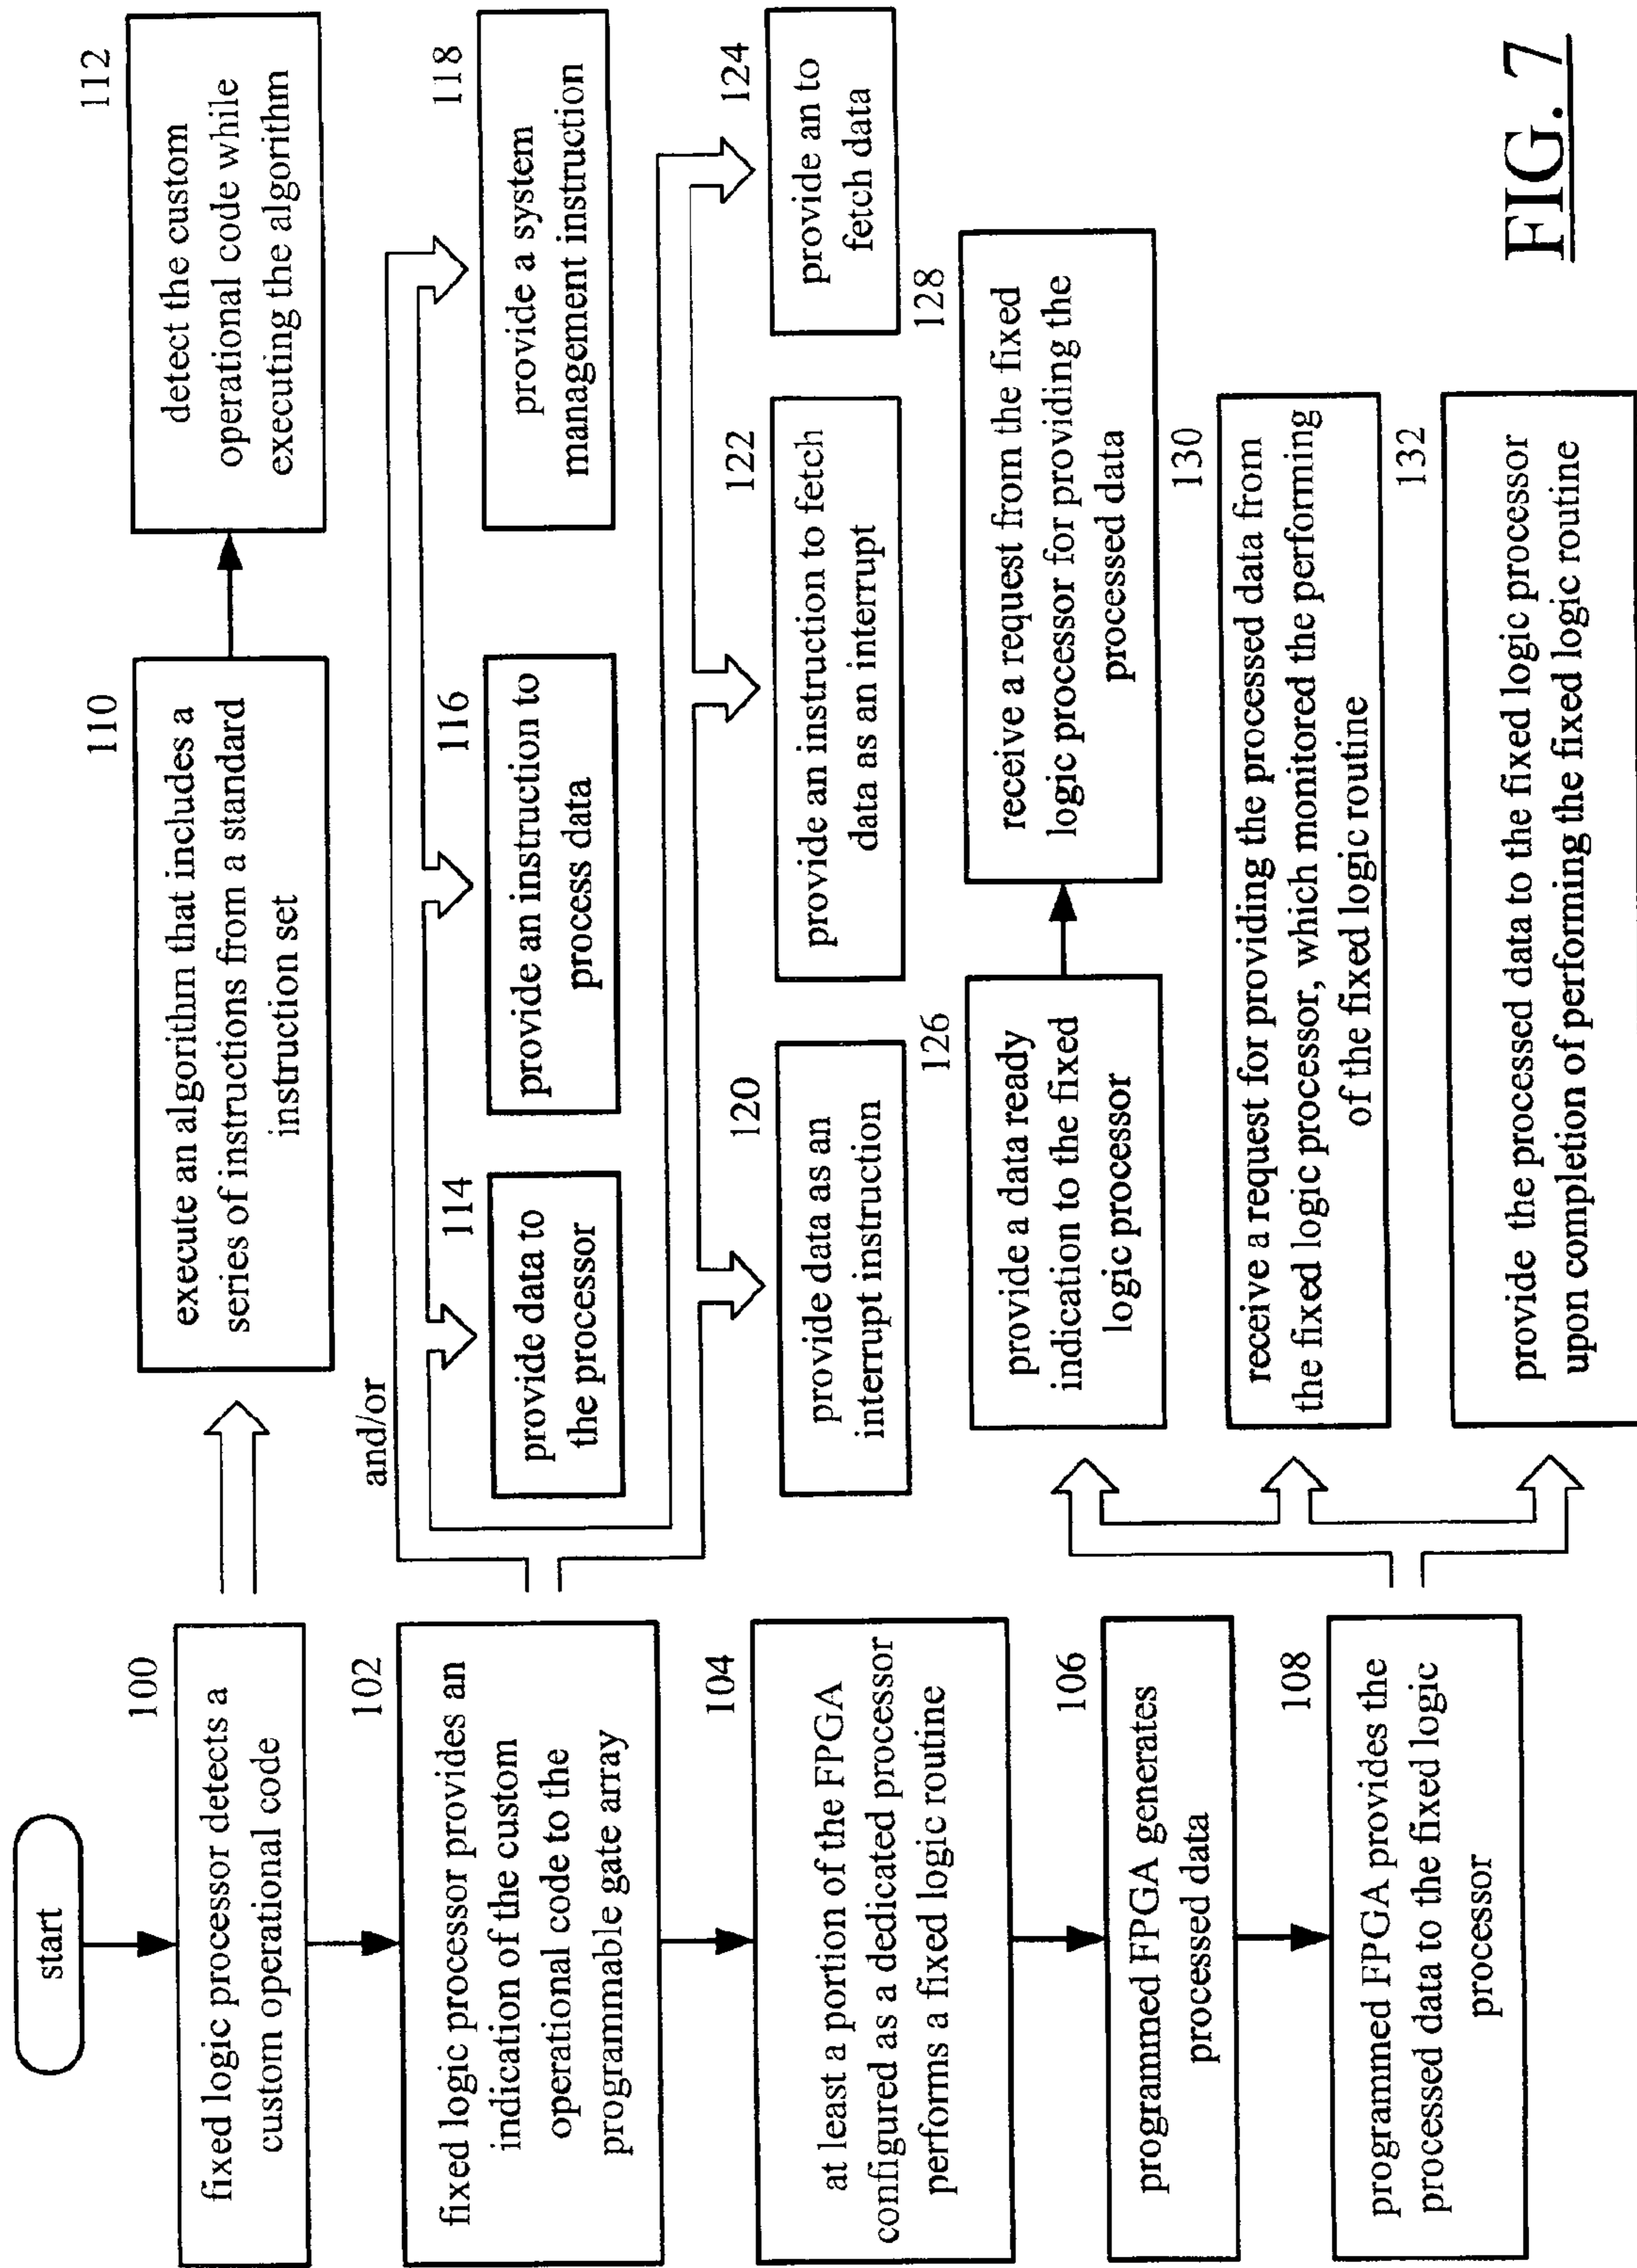 start
100
fixed logic processor detects a
custom operational code
102
fixed logic processor provides an
indication of the custom
operational code to the
programmable gate array
104
at least a portion of the FPGA
configured as a dedicated processor
performs a fixed logic routine
106
programmed FPGA generates
processed data
108
programmed FPGA provides the
processed data to the fixed logic
processor
110
execute an algorithm that includes a
series of instructions from a standard
instruction set
112
detect the custom
operational code while
executing the algorithm
and/or
114
provide data to
the processor
116
provide an instruction to
process data
118
provide a system
management instruction
120
provide data as an
interrupt instruction
122
provide an instruction to fetch
data as an interrupt
124
provide an to
fetch data
126
provide a data ready
indication to the fixed
logic processor
128
receive a request from the fixed
logic processor for providing the
processed data
130
receive a request for providing the processed data from
the fixed logic processor, which monitored the performing
of the fixed logic routine
132
provide the processed data to the fixed logic processor
upon completion of performing the fixed logic routine
FIG. 7